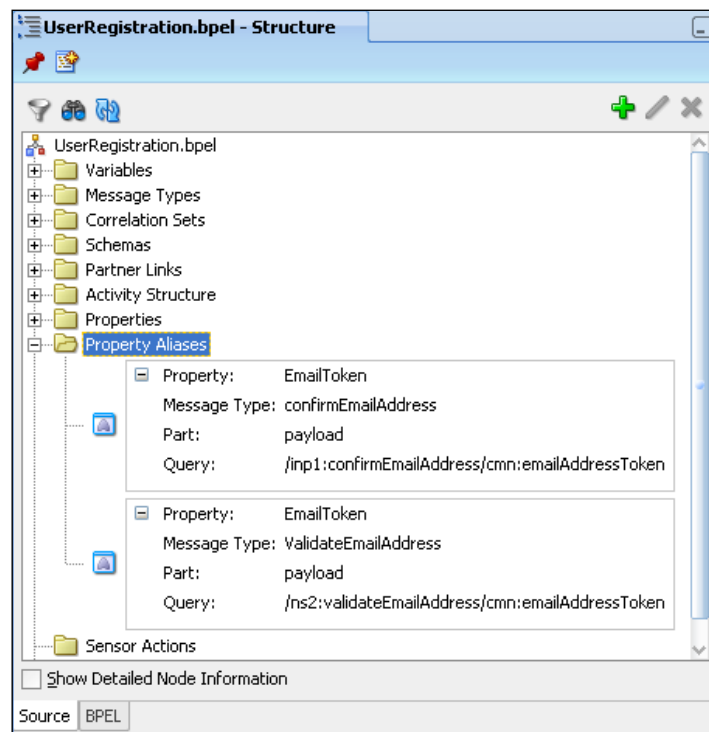 UserRegistration.bpel - Structure
UserRegistration.bpel
Variables
Message Types
Correlation Sets
Schemas
Partner Links
Activity Structure
Properties
Property Aliases
Property: EmailToken
Message Type: confirmEmailAddress
Part: payload
Query: /inp1:confirmEmailAddress/cmn:emailAddressToken
Property: EmailToken
Message Type: ValidateEmailAddress
Part: payload
Query: /ns2:validateEmailAddress/cmn:emailAddressToken
Sensor Actions
Show Detailed Node Information
Source BPEL